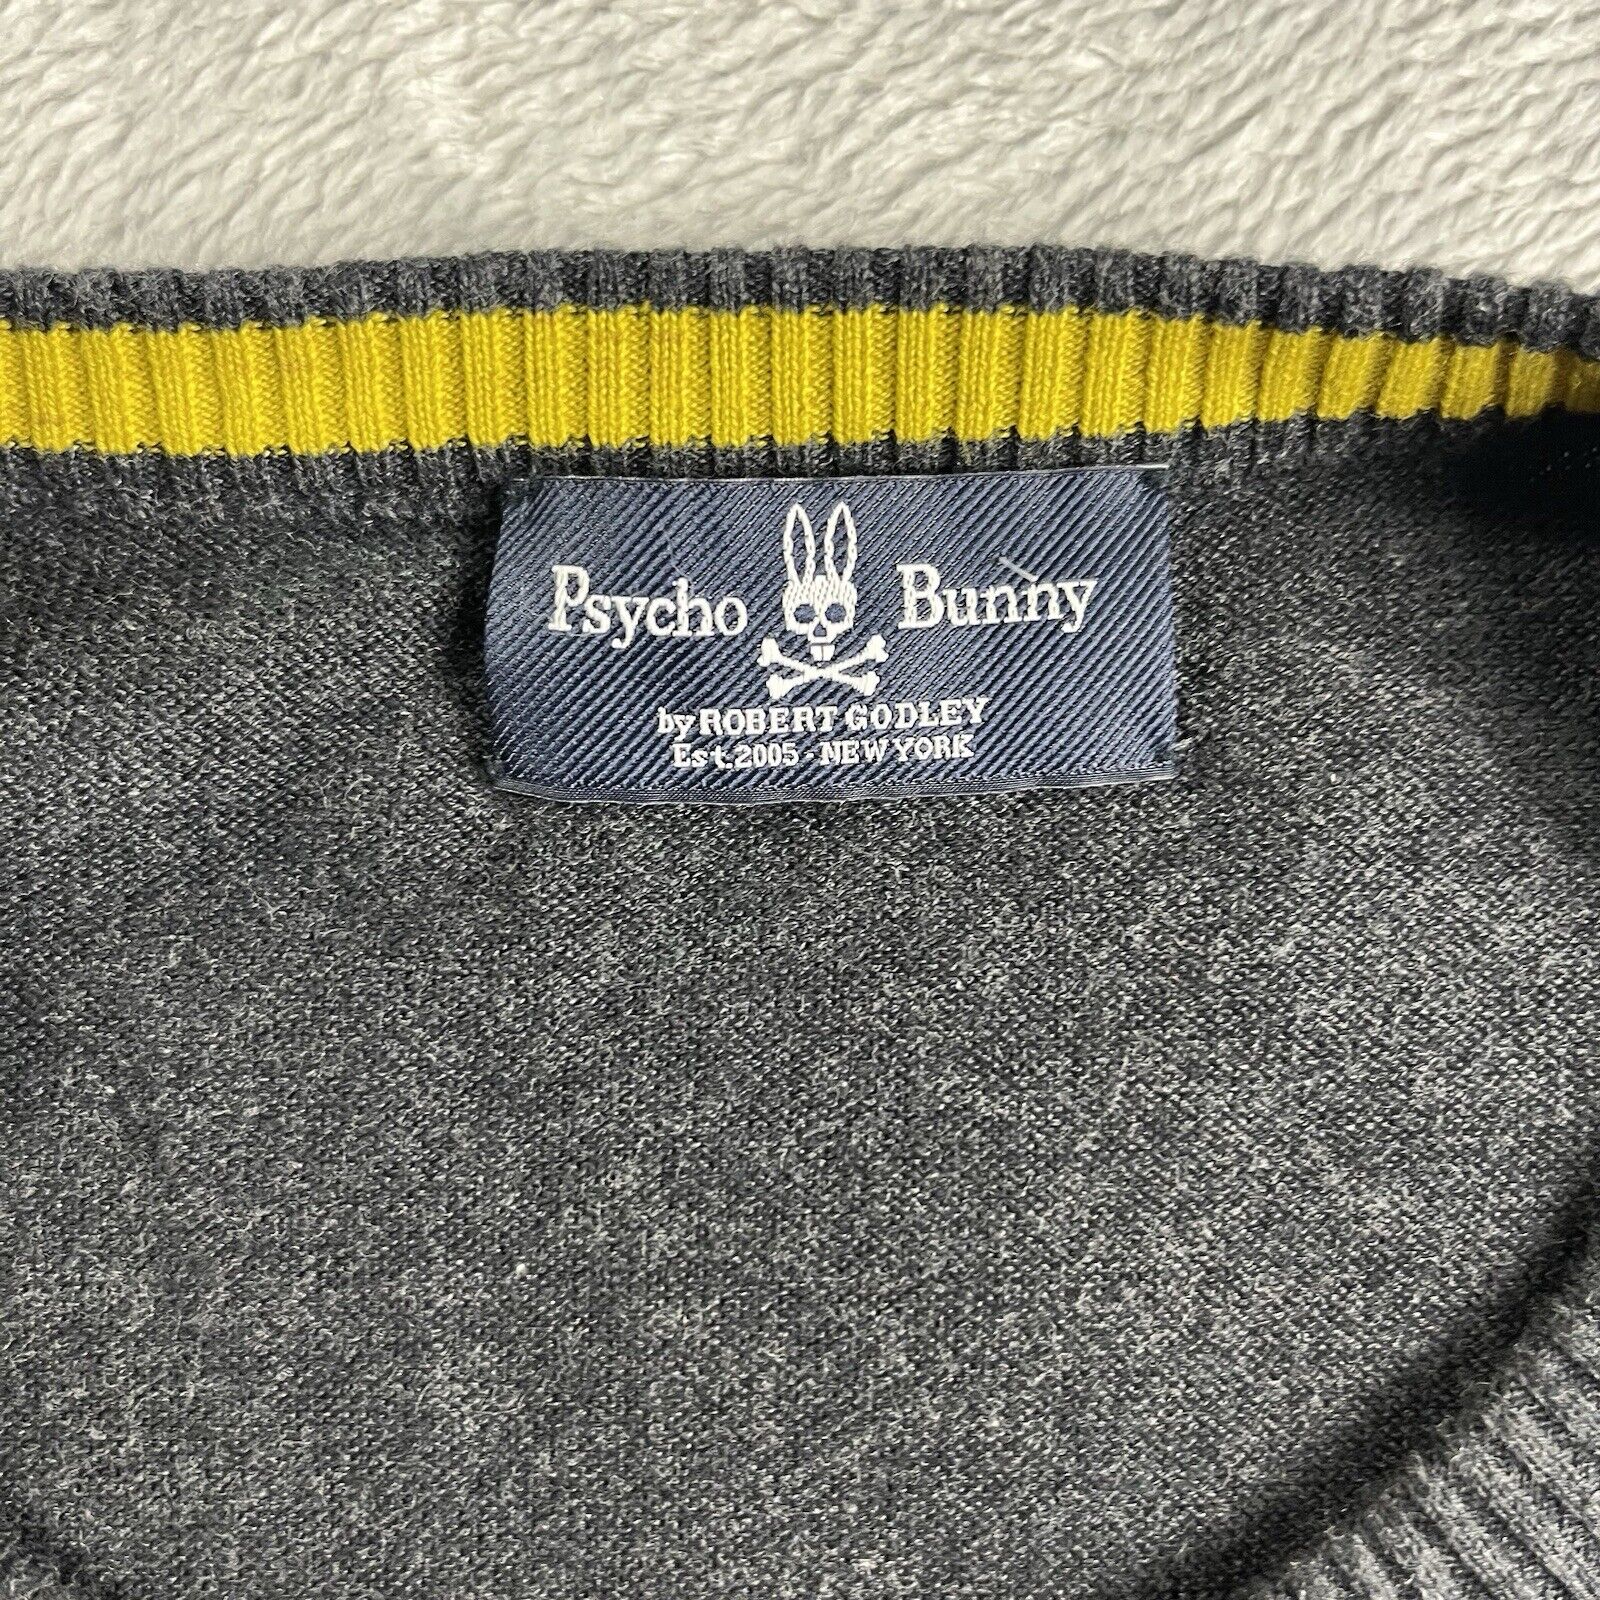 Psycho Bunny
by ROBERT GODLEY
Est.2005 - NEW YORK